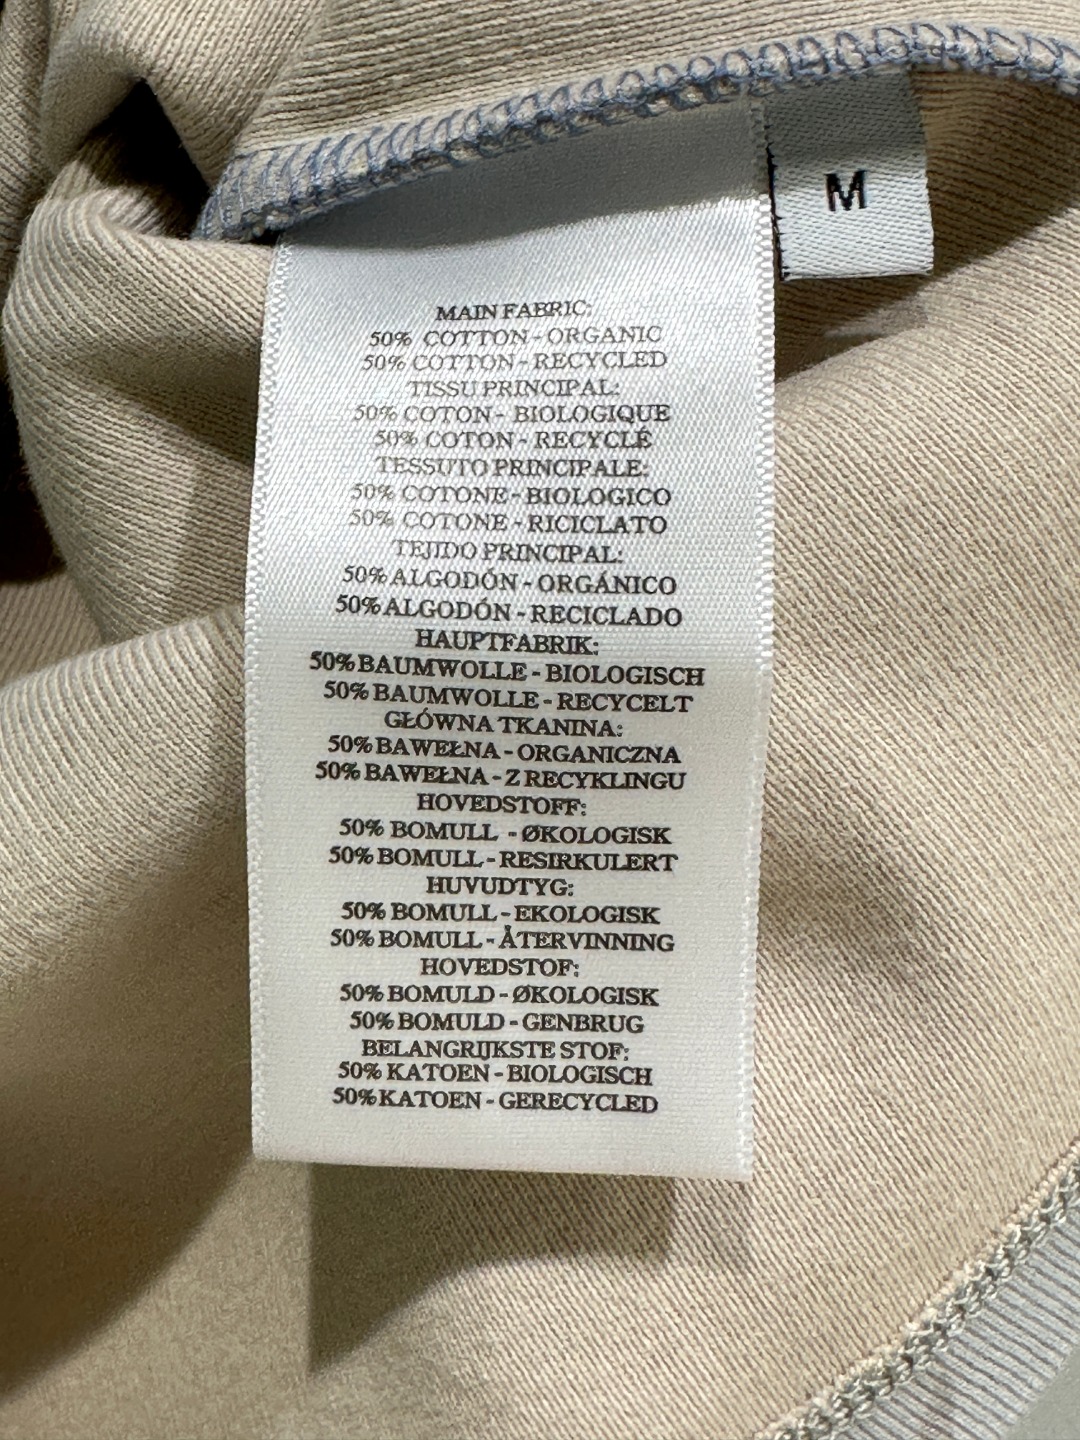 M
MAIN FABRIC:
50% COTTON - ORGANIC
50% COTTON - RECYCLED
TISSU PRINCIPAL:
50% COTON - BIOLOGIQUE
50% COTON - RECYCLÉ
TESSUTO PRINCIPALE:
50% COTONE - BIOLOGICO
50% COTONE - RICICLATO
TEJIDO PRINCIPAL:
50% ALGODÓN - ORGÁNICO
50% ALGODÓN - RECICLADO
HAUPTFABRIK:
50% BAUMWOLLE - BIOLOGISCH
50% BAUMWOLLE - RECYCELT
GŁÓWNA TKANINA:
50% BAWEŁNA - ORGANICZNA
50% BAWEŁNA - Z RECYKLINGU
HOVEDSTOFF:
50% BOMULL - ØKOLOGISK
50% BOMULL - RESIRKULERT
HUVUDTYG:
50% BOMULL - EKOLOGISK
50% BOMULL - ÅTERVINNING
HOVEDSTOF:
50% BOMULD - ØKOLOGISK
50% BOMULD - GENBRUG
BELANGRIJKSTE STOF:
50% KATOEN - BIOLOGISCH
50% KATOEN - GERECYCLED